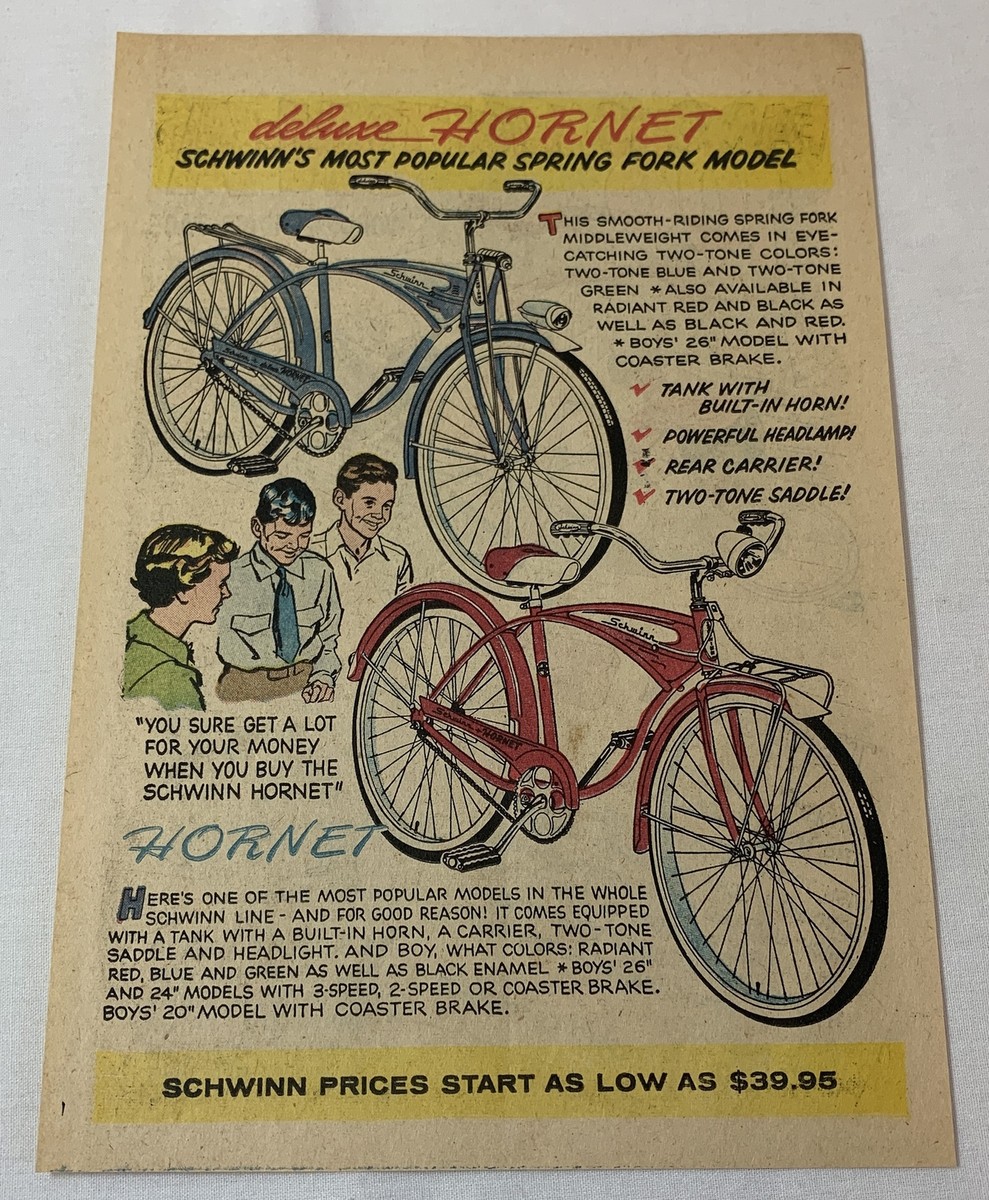 deluxe HORNET
SCHWINN'S MOST POPULAR SPRING FORK MODEL
THIS SMOOTH-RIDING SPRING FORK
MIDDLEWEIGHT COMES IN EYE-
CATCHING TWO-TONE COLORS:
TWO-TONE BLUE AND TWO-TONE
GREEN * ALSO AVAILABLE IN
RADIANT RED AND BLACK AS
WELL AS BLACK AND RED.
* BOYS' 26" MODEL WITH
COASTER BRAKE.
TANK WITH
BUILT-IN HORN!
POWERFUL HEADLAMP!
REAR CARRIER!
TWO-TONE SADDLE!
Schwinn
Schwinn deluxe HORNET
Schwinn
Schwinn HORNET
"YOU SURE GET A LOT
FOR YOUR MONEY
WHEN YOU BUY THE
SCHWINN HORNET"
HORNET
HERE'S ONE OF THE MOST POPULAR MODELS IN THE WHOLE
SCHWINN LINE - AND FOR GOOD REASON! IT COMES EQUIPPED
WITH A TANK WITH A BUILT-IN HORN, A CARRIER, TWO-TONE
SADDLE AND HEADLIGHT. AND BOY, WHAT COLORS: RADIANT
RED, BLUE AND GREEN AS WELL AS BLACK ENAMEL * BOYS' 26"
AND 24" MODELS WITH 3-SPEED, 2-SPEED OR COASTER BRAKE.
BOYS' 20" MODEL WITH COASTER BRAKE.
SCHWINN PRICES START AS LOW AS $39.95